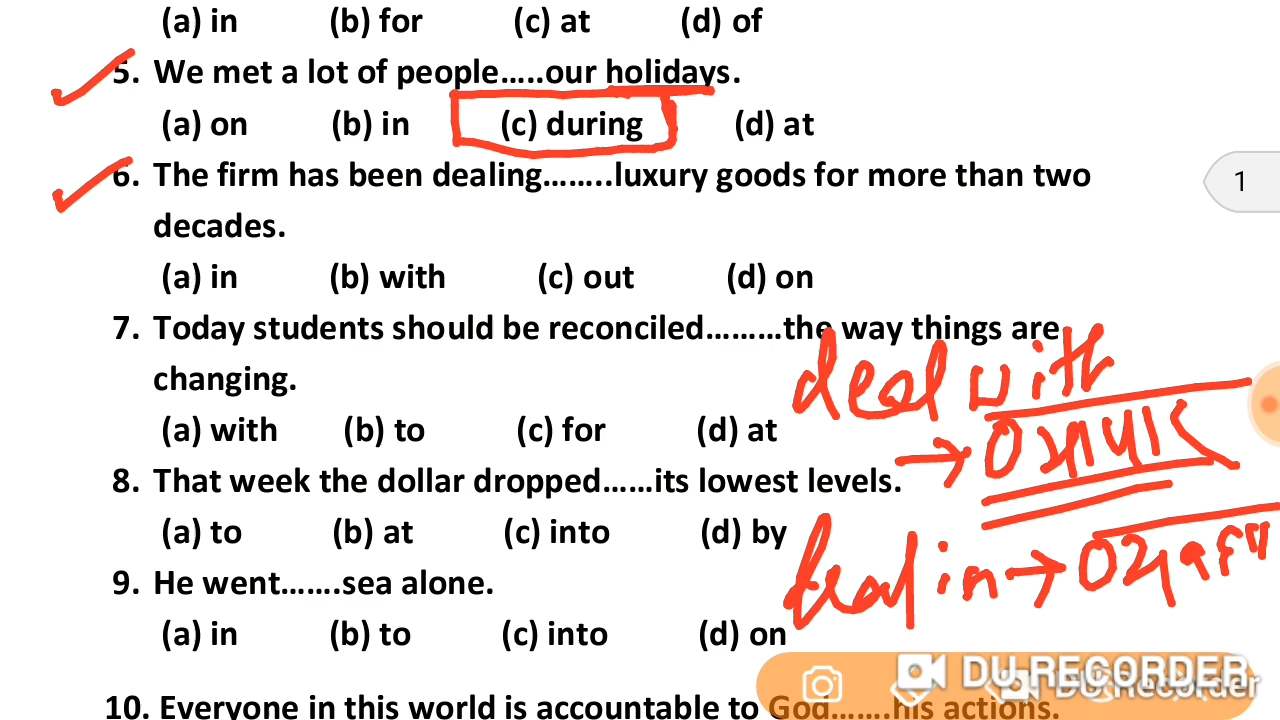 (a) in (b) for (c) at (d) of
5. We met a lot of people.....our holidays.
(a) on (b) in (c) during (d) at
6. The firm has been dealing........luxury goods for more than two
decades.
(a) in (b) with (c) out (d) on
1
7. Today students should be reconciled.........the way things are
changing.
(a) with (b) to (c) for (d) at
deal with
→
8. That week the dollar dropped......its lowest levels.
(a) to (b) at (c) into (d) by
deal in →
9. He went.......sea alone.
(a) in (b) to (c) into (d) on
DU RECORDER
Du Recorder
10. Everyone in this world is accountable to God.......his actions.